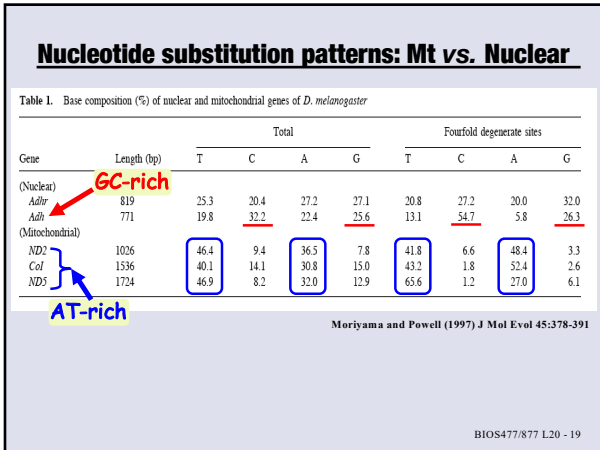 Nucleotide substitution patterns: Mt vs. Nuclear
Table 1. Base composition (%) of nuclear and mitochondrial genes of D. melanogaster
Total Fourfold degenerate sites
Gene Length (bp) T C A G T C A G
(Nuclear)
GC-rich
Adhr 819 25.3 20.4 27.2 27.1 20.8 27.2 20.0 32.0
Adh 771 19.8 32.2 22.4 25.6 13.1 54.7 5.8 26.3
(Mitochondrial)
ND2 1026 46.4 9.4 36.5 7.8 41.8 6.6 48.4 3.3
CoI 1536 40.1 14.1 30.8 15.0 43.2 1.8 52.4 2.6
ND5 1724 46.9 8.2 32.0 12.9 65.6 1.2 27.0 6.1
AT-rich
Moriyama and Powell (1997) J Mol Evol 45:378-391
BIOS477/877 L20 - 19